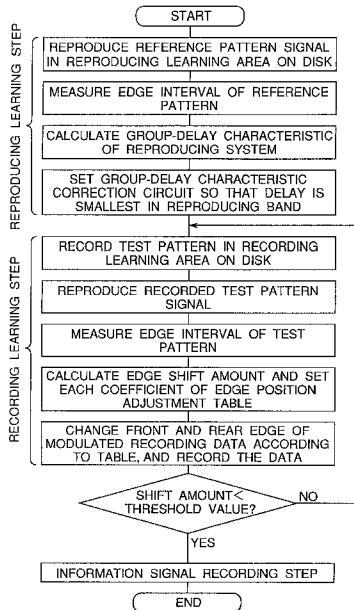 START
REPRODUCING LEARNING STEP
REPRODUCE REFERENCE PATTERN SIGNAL
IN REPRODUCING LEARNING AREA ON DISK
MEASURE EDGE INTERVAL OF REFERENCE
PATTERN
CALCULATE GROUP-DELAY CHARACTERISTIC
OF REPRODUCING SYSTEM
SET GROUP-DELAY CHARACTERISTIC
CORRECTION CIRCUIT SO THAT DELAY IS
SMALLEST IN REPRODUCING BAND
RECORDING LEARNING STEP
RECORD TEST PATTERN IN RECORDING
LEARNING AREA ON DISK
REPRODUCE RECORDED TEST PATTERN
SIGNAL
MEASURE EDGE INTERVAL OF TEST
PATTERN
CALCULATE EDGE SHIFT AMOUNT AND SET
EACH COEFFICIENT OF EDGE POSITION
ADJUSTMENT TABLE
CHANGE FRONT AND REAR EDGE OF
MODULATED RECORDING DATA ACCORDING
TO TABLE, AND RECORD THE DATA
SHIFT AMOUNT<
THRESHOLD VALUE?
NO
YES
INFORMATION SIGNAL RECORDING STEP
END